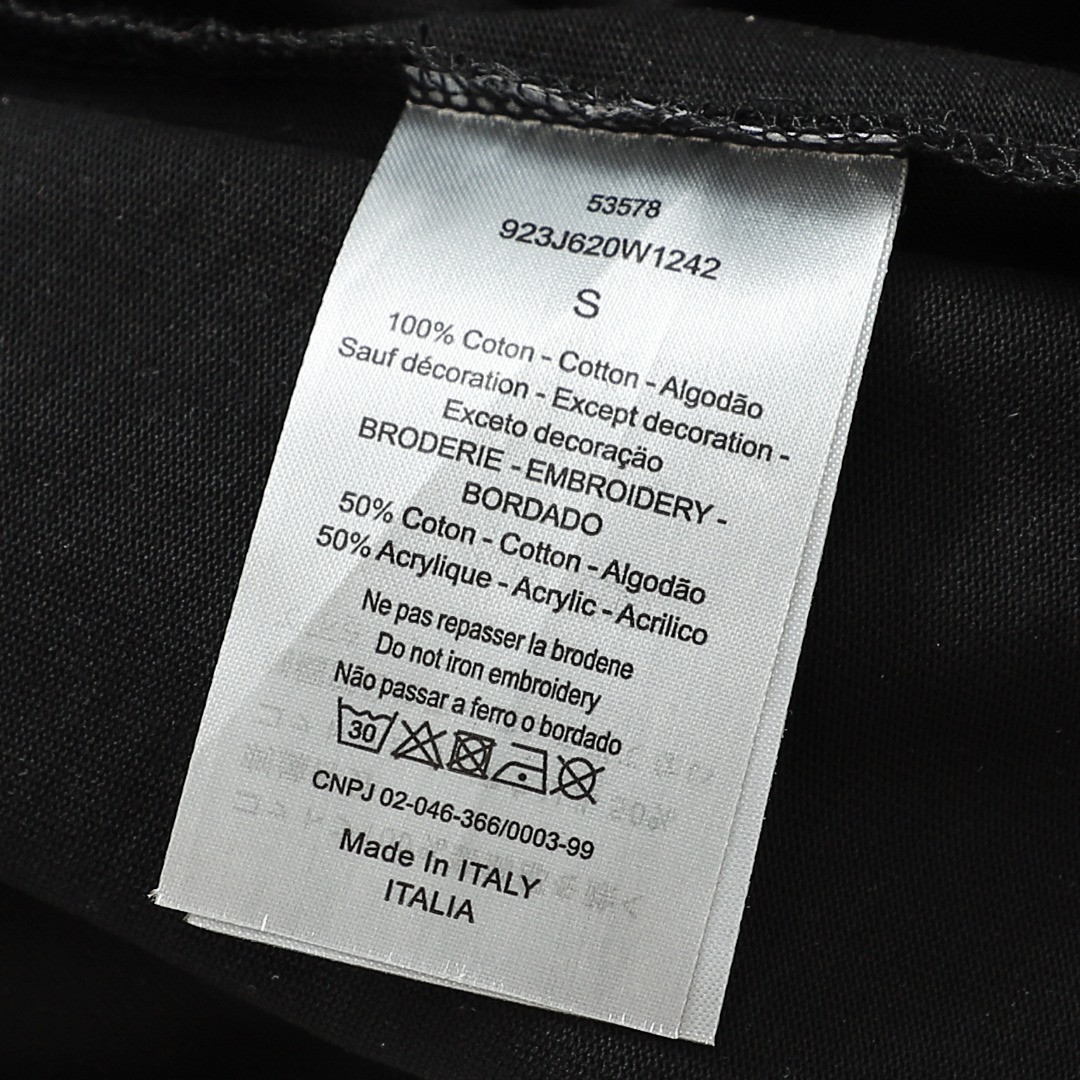 53578
923J620W1242
S
100% Coton - Cotton - Algodão
Sauf décoration - Except decoration -
Exceto decoração
BRODERIE - EMBROIDERY -
BORDADO
50% Coton - Cotton - Algodão
50% Acrylique - Acrylic - Acrilico
Ne pas repasser la brodene
Do not iron embroidery
Não passar a ferro o bordado
30
CNPJ 02-046-366/0003-99
Made In ITALY
ITALIA